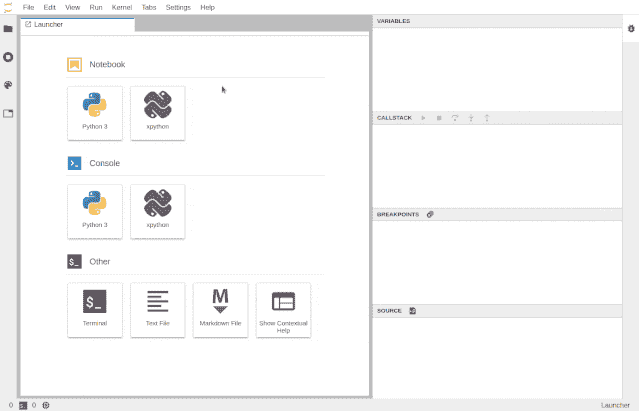 File Edit View Run Kernel Tabs Settings Help
Launcher
VARIABLES
Notebook
Python 3
xpython
CALLSTACK
Console
Python 3
xpython
BREAKPOINTS
Other
$_
Terminal
Text File
Markdown File
Show Contextual
Help
SOURCE
0 0
Launcher